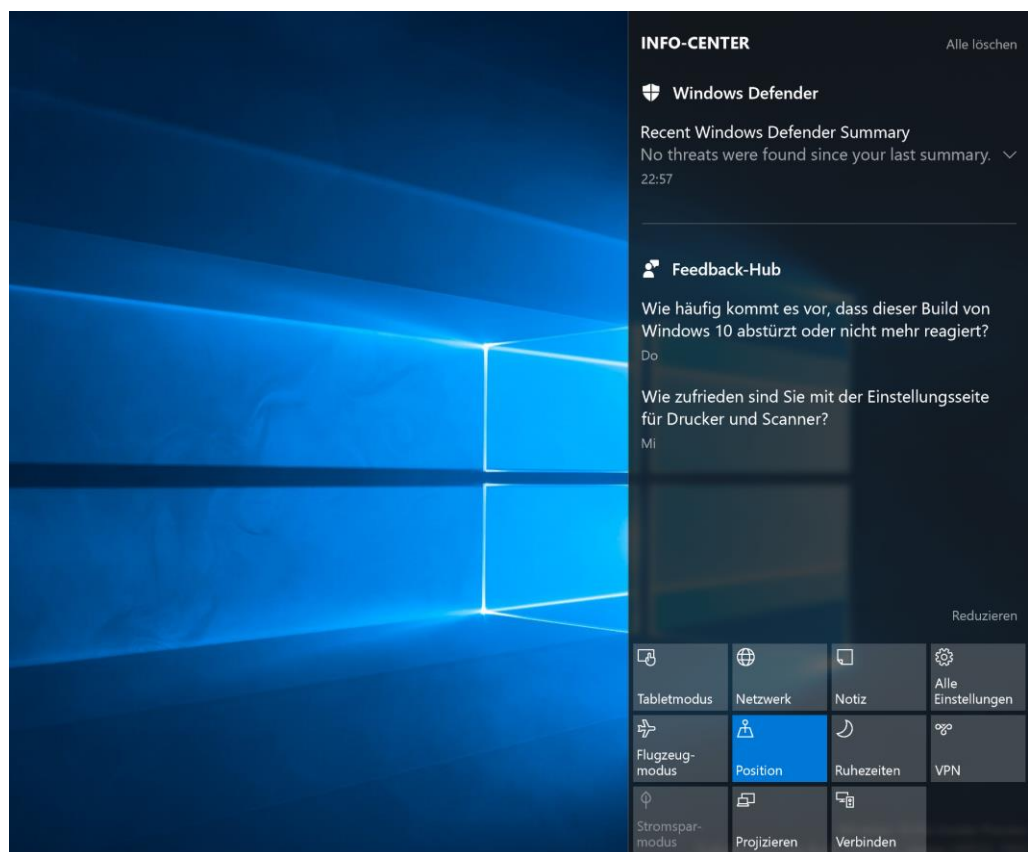 INFO-CENTER
Alle löschen
Windows Defender
Recent Windows Defender Summary
No threats were found since your last summary.
22:57
Feedback-Hub
Wie häufig kommt es vor, dass dieser Build von
Windows 10 abstürzt oder nicht mehr reagiert?
Do
Wie zufrieden sind Sie mit der Einstellungsseite
für Drucker und Scanner?
Mi
Reduzieren
Tabletmodus
Netzwerk
Notiz
Alle
Einstellungen
Flugzeug-
modus
Position
Ruhezeiten
VPN
Stromspar-
modus
Projizieren
Verbinden